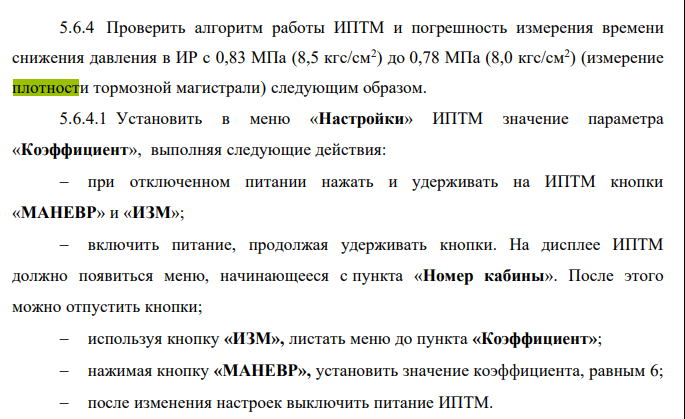 5.6.4 Проверить алгоритм работы ИПТМ и погрешность измерения времени
снижения давления в ИР с 0,83 МПа (8,5 кгс/см²) до 0,78 МПа (8,0 кгс/см²) (измерение
плотности тормозной магистрали) следующим образом.
5.6.4.1 Установить в меню «Настройки» ИПТМ значение параметра
«Коэффициент», выполняя следующие действия:
– при отключенном питании нажать и удерживать на ИПТМ кнопки
«МАНЕВР» и «ИЗМ»;
– включить питание, продолжая удерживать кнопки. На дисплее ИПТМ
должно появиться меню, начинающееся с пункта «Номер кабины». После этого
можно отпустить кнопки;
– используя кнопку «ИЗМ», листать меню до пункта «Коэффициент»;
– нажимая кнопку «МАНЕВР», установить значение коэффициента, равным 6;
– после изменения настроек выключить питание ИПТМ.